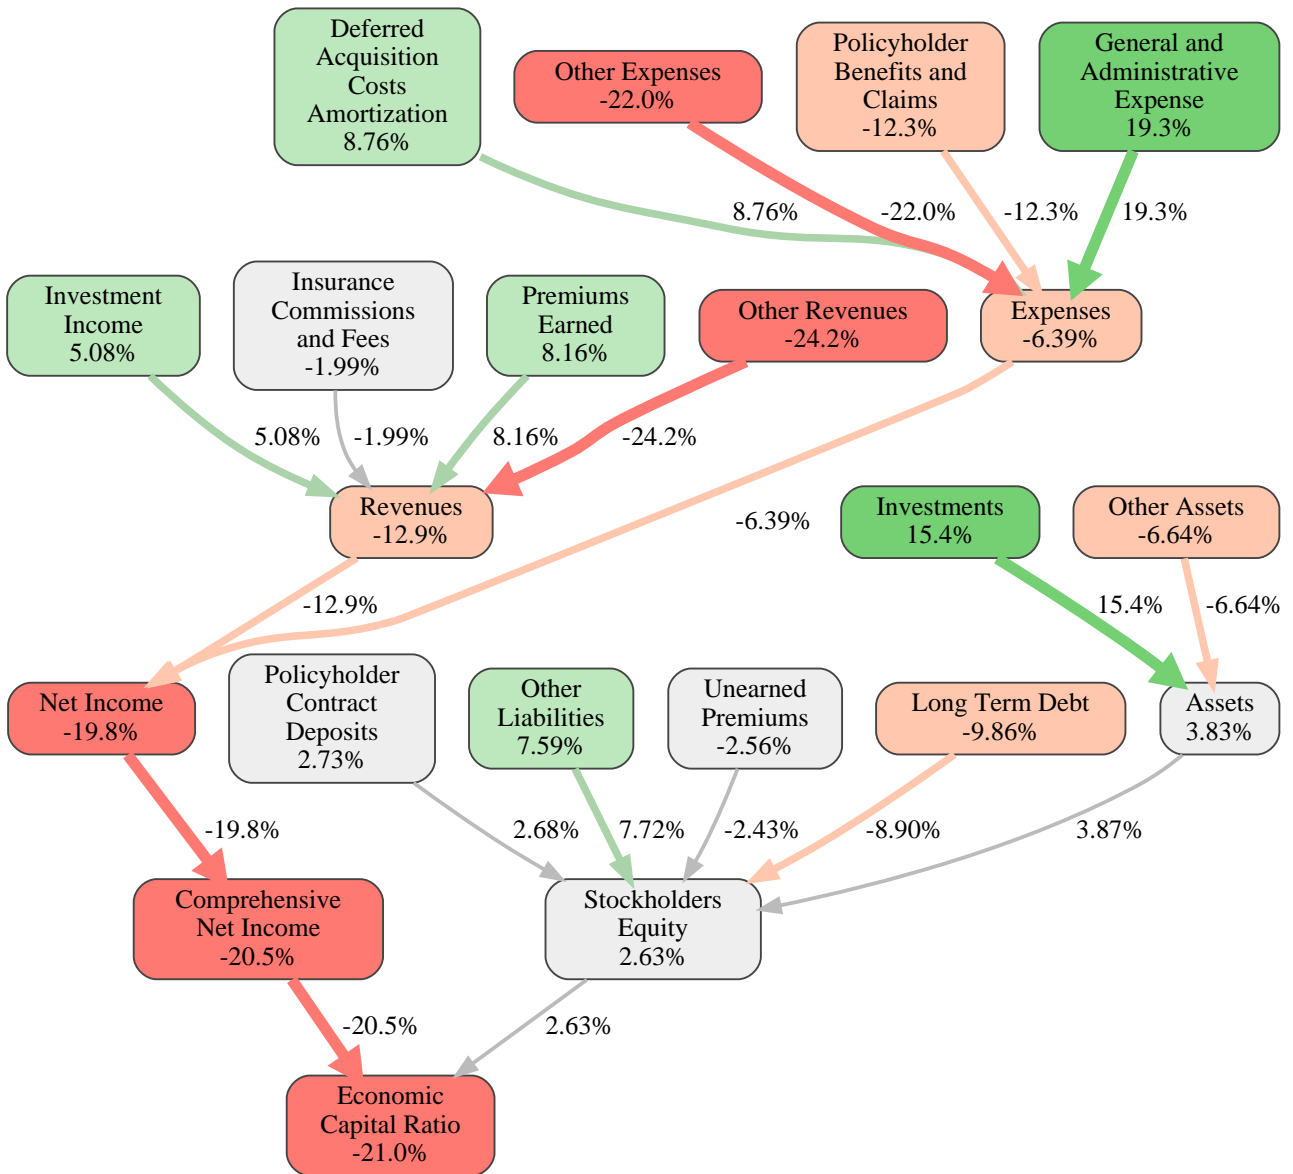 Deferred
Acquisition
Costs
Amortization
8.76%
Other Expenses
-22.0%
Policyholder
Benefits and
Claims
-12.3%
General and
Administrative
Expense
19.3%
8.76%
-22.0%
-12.3%
19.3%
Investment
Income
5.08%
Insurance
Commissions
and Fees
-1.99%
Premiums
Earned
8.16%
Other Revenues
-24.2%
Expenses
-6.39%
5.08%
-1.99%
8.16%
-24.2%
-6.39%
Revenues
-12.9%
Investments
15.4%
Other Assets
-6.64%
-12.9%
15.4%
-6.64%
Net Income
-19.8%
Policyholder
Contract
Deposits
2.73%
Other
Liabilities
7.59%
Unearned
Premiums
-2.56%
Long Term Debt
-9.86%
Assets
3.83%
-19.8%
2.68%
7.72%
-2.43%
-8.90%
3.87%
Comprehensive
Net Income
-20.5%
Stockholders
Equity
2.63%
-20.5%
2.63%
Economic
Capital Ratio
-21.0%